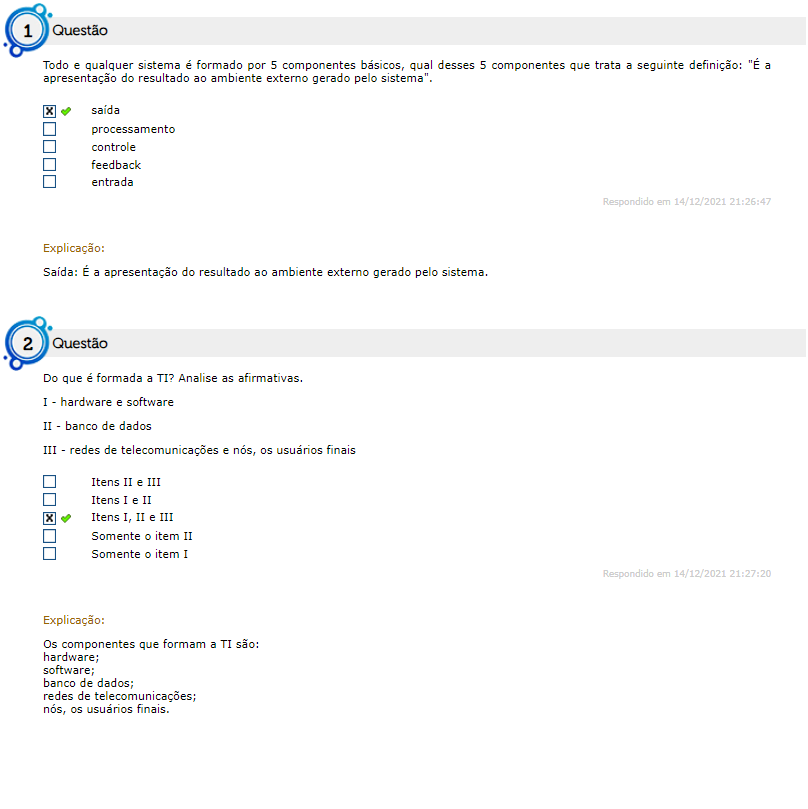 1 Questão
Todo e qualquer sistema é formado por 5 componentes básicos, qual desses 5 componentes que trata a seguinte definição: "É a
apresentação do resultado ao ambiente externo gerado pelo sistema".
X saída
processamento
controle
feedback
entrada
Respondido em 14/12/2021 21:26:47
Explicação:
Saída: É a apresentação do resultado ao ambiente externo gerado pelo sistema.
2 Questão
Do que é formada a TI? Analise as afirmativas.
I - hardware e software
II - banco de dados
III - redes de telecomunicações e nós, os usuários finais
Itens II e III
Itens I e II
X Itens I, II e III
Somente o item II
Somente o item I
Respondido em 14/12/2021 21:27:20
Explicação:
Os componentes que formam a TI são:
hardware;
software;
banco de dados;
redes de telecomunicações;
nós, os usuários finais.